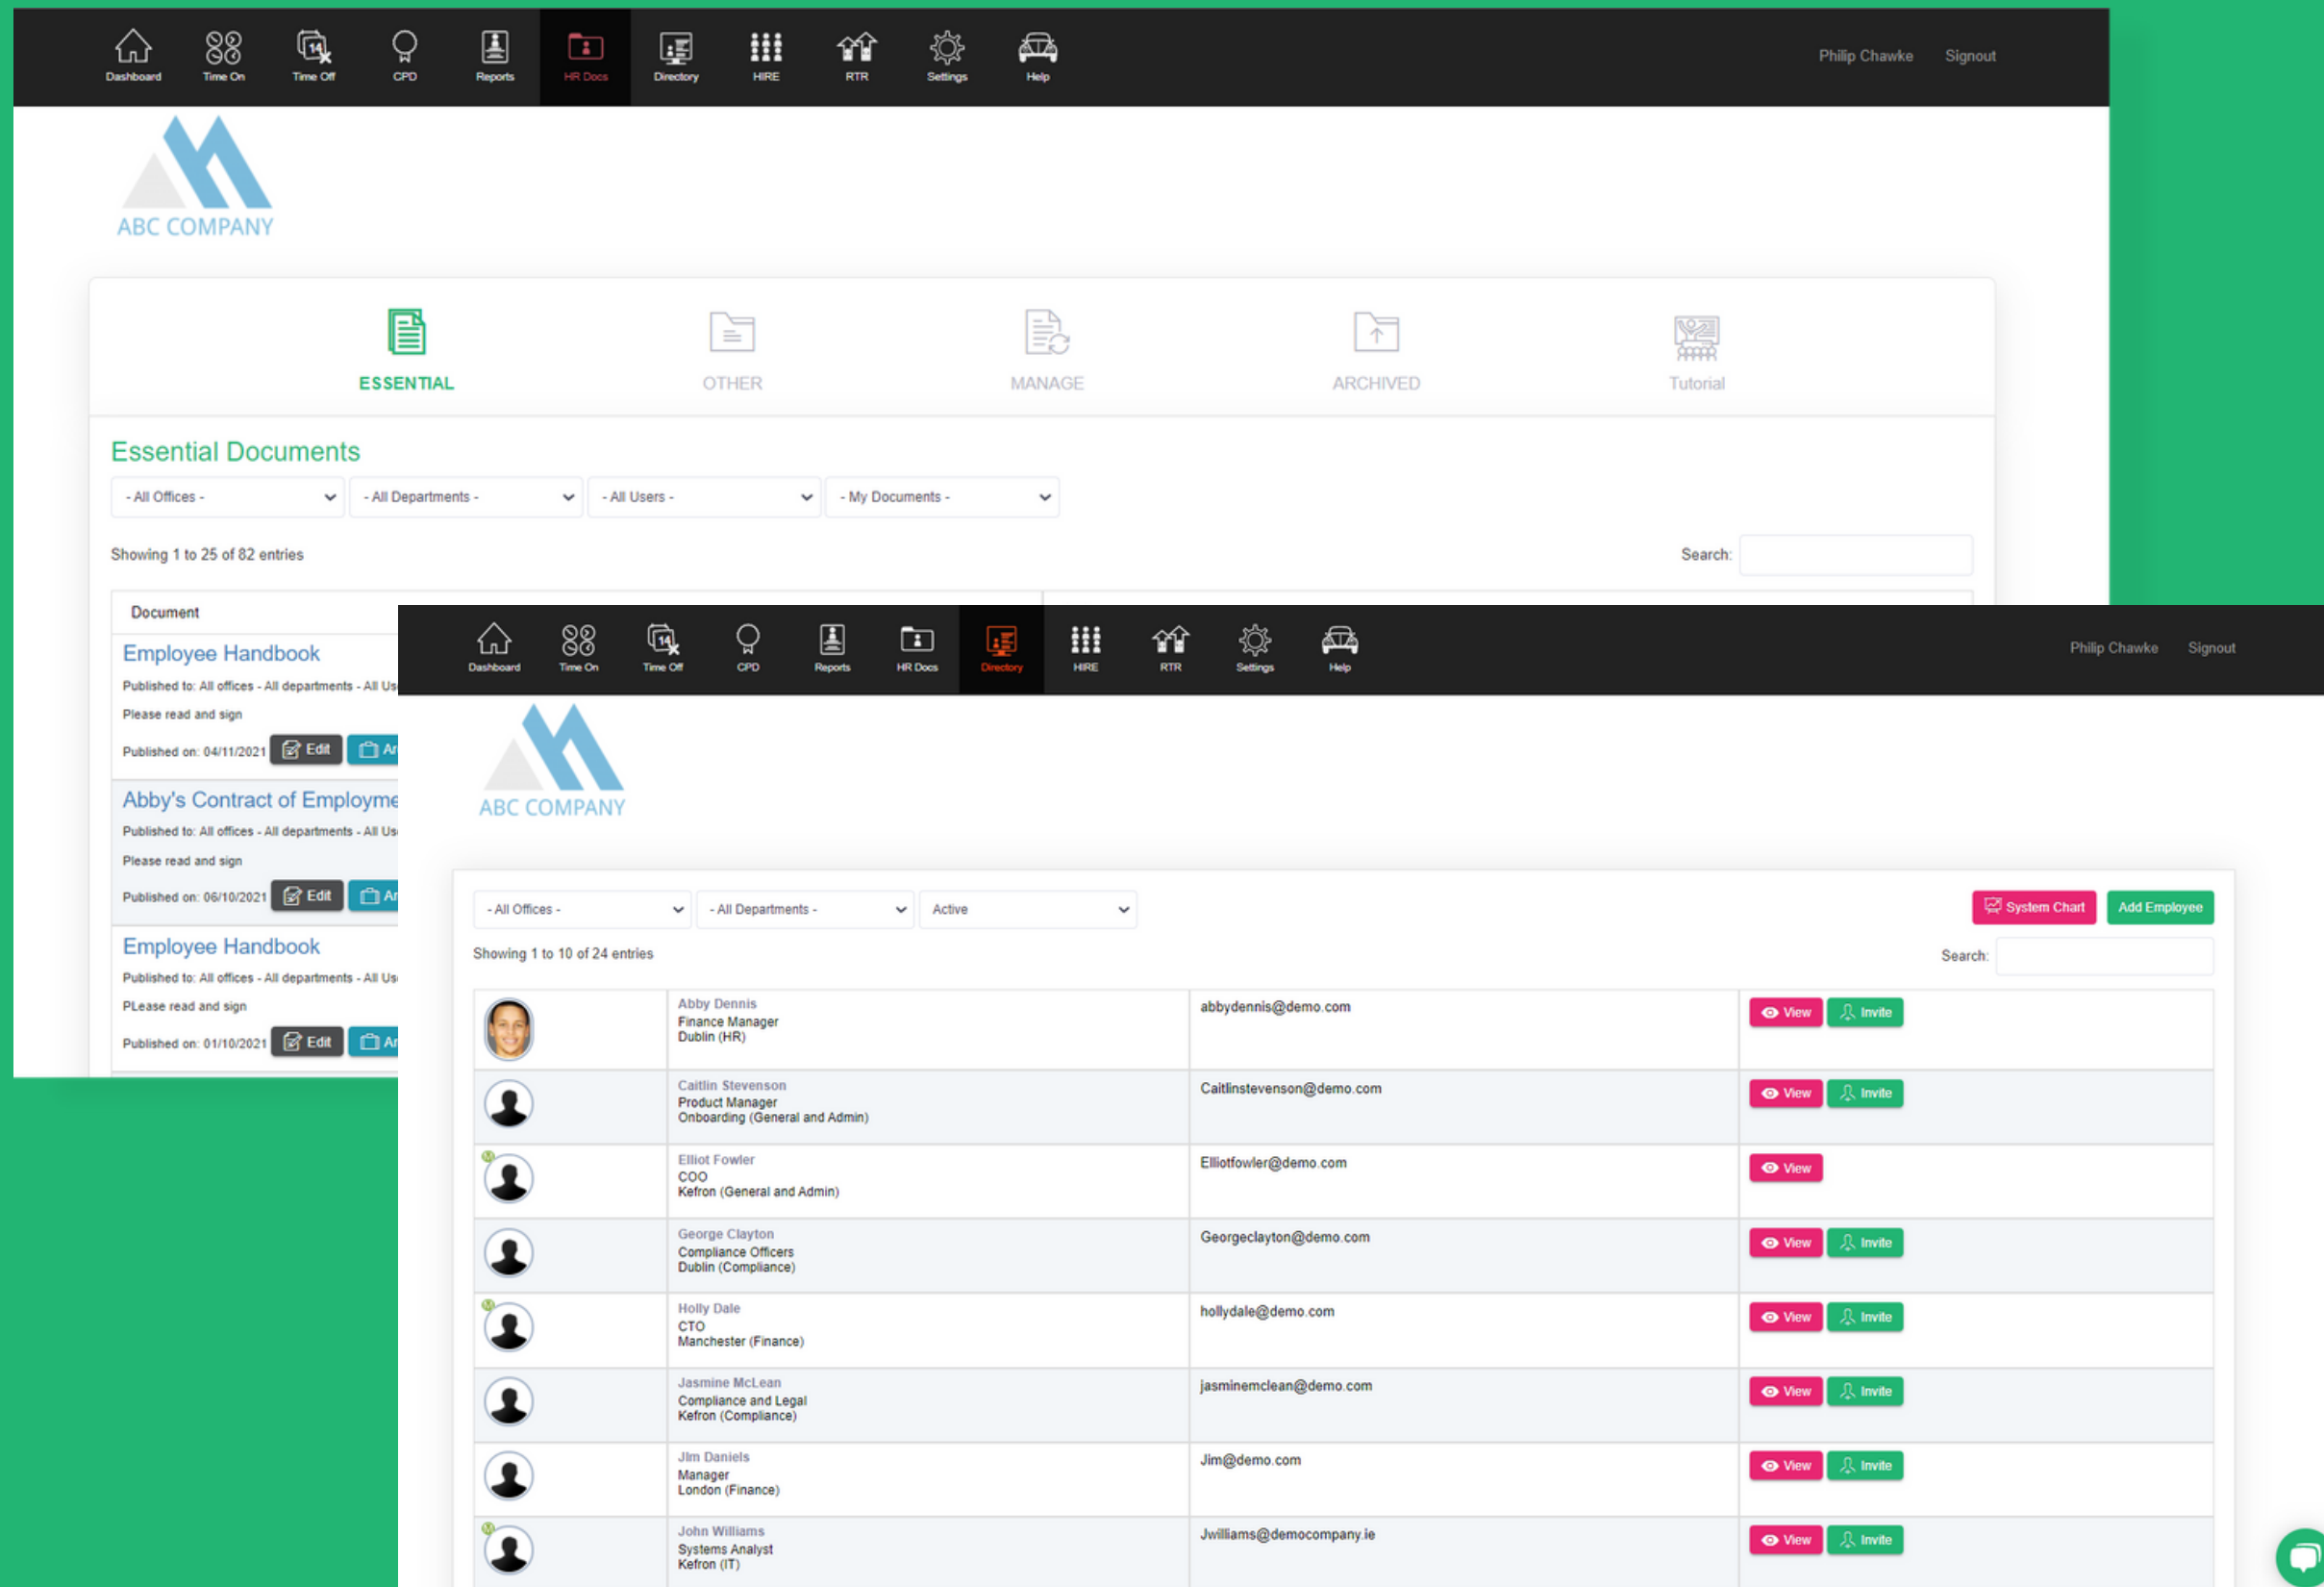 Dashboard Time On Time Off CPD Reports HR Docs Directory HIRE RTR Settings Help Philip Chawke Signout
ABC COMPANY
ESSENTIAL OTHER MANAGE ARCHIVED Tutorial
Essential Documents
- All Offices - - All Departments - - All Users - - My Documents -
Showing 1 to 25 of 82 entries Search:
Document
Employee Handbook
Published to: All offices - All departments - All Us
Please read and sign
Published on: 04/11/2021 Edit Ar
Abby's Contract of Employme
Published to: All offices - All departments - All Us
Please read and sign
Published on: 06/10/2021 Edit Ar
Employee Handbook
Published to: All offices - All departments - All Us
PLease read and sign
Published on: 01/10/2021 Edit Ar
Dashboard Time On Time Off CPD Reports HR Docs Directory HIRE RTR Settings Help Philip Chawke Signout
ABC COMPANY
- All Offices - - All Departments - Active System Chart Add Employee
Showing 1 to 10 of 24 entries Search:
Abby Dennis abbydennis@demo.com View Invite
Finance Manager
Dublin (HR)
Caitlin Stevenson Caitlinstevenson@demo.com View Invite
Product Manager
Onboarding (General and Admin)
Elliot Fowler Elliotfowler@demo.com View
COO
Kefron (General and Admin)
George Clayton Georgeclayton@demo.com View Invite
Compliance Officers
Dublin (Compliance)
Holly Dale hollydale@demo.com View Invite
CTO
Manchester (Finance)
Jasmine McLean jasminemclean@demo.com View Invite
Compliance and Legal
Kefron (Compliance)
JIm Daniels Jim@demo.com View Invite
Manager
London (Finance)
John Williams Jwilliams@democompany.ie View Invite
Systems Analyst
Kefron (IT)